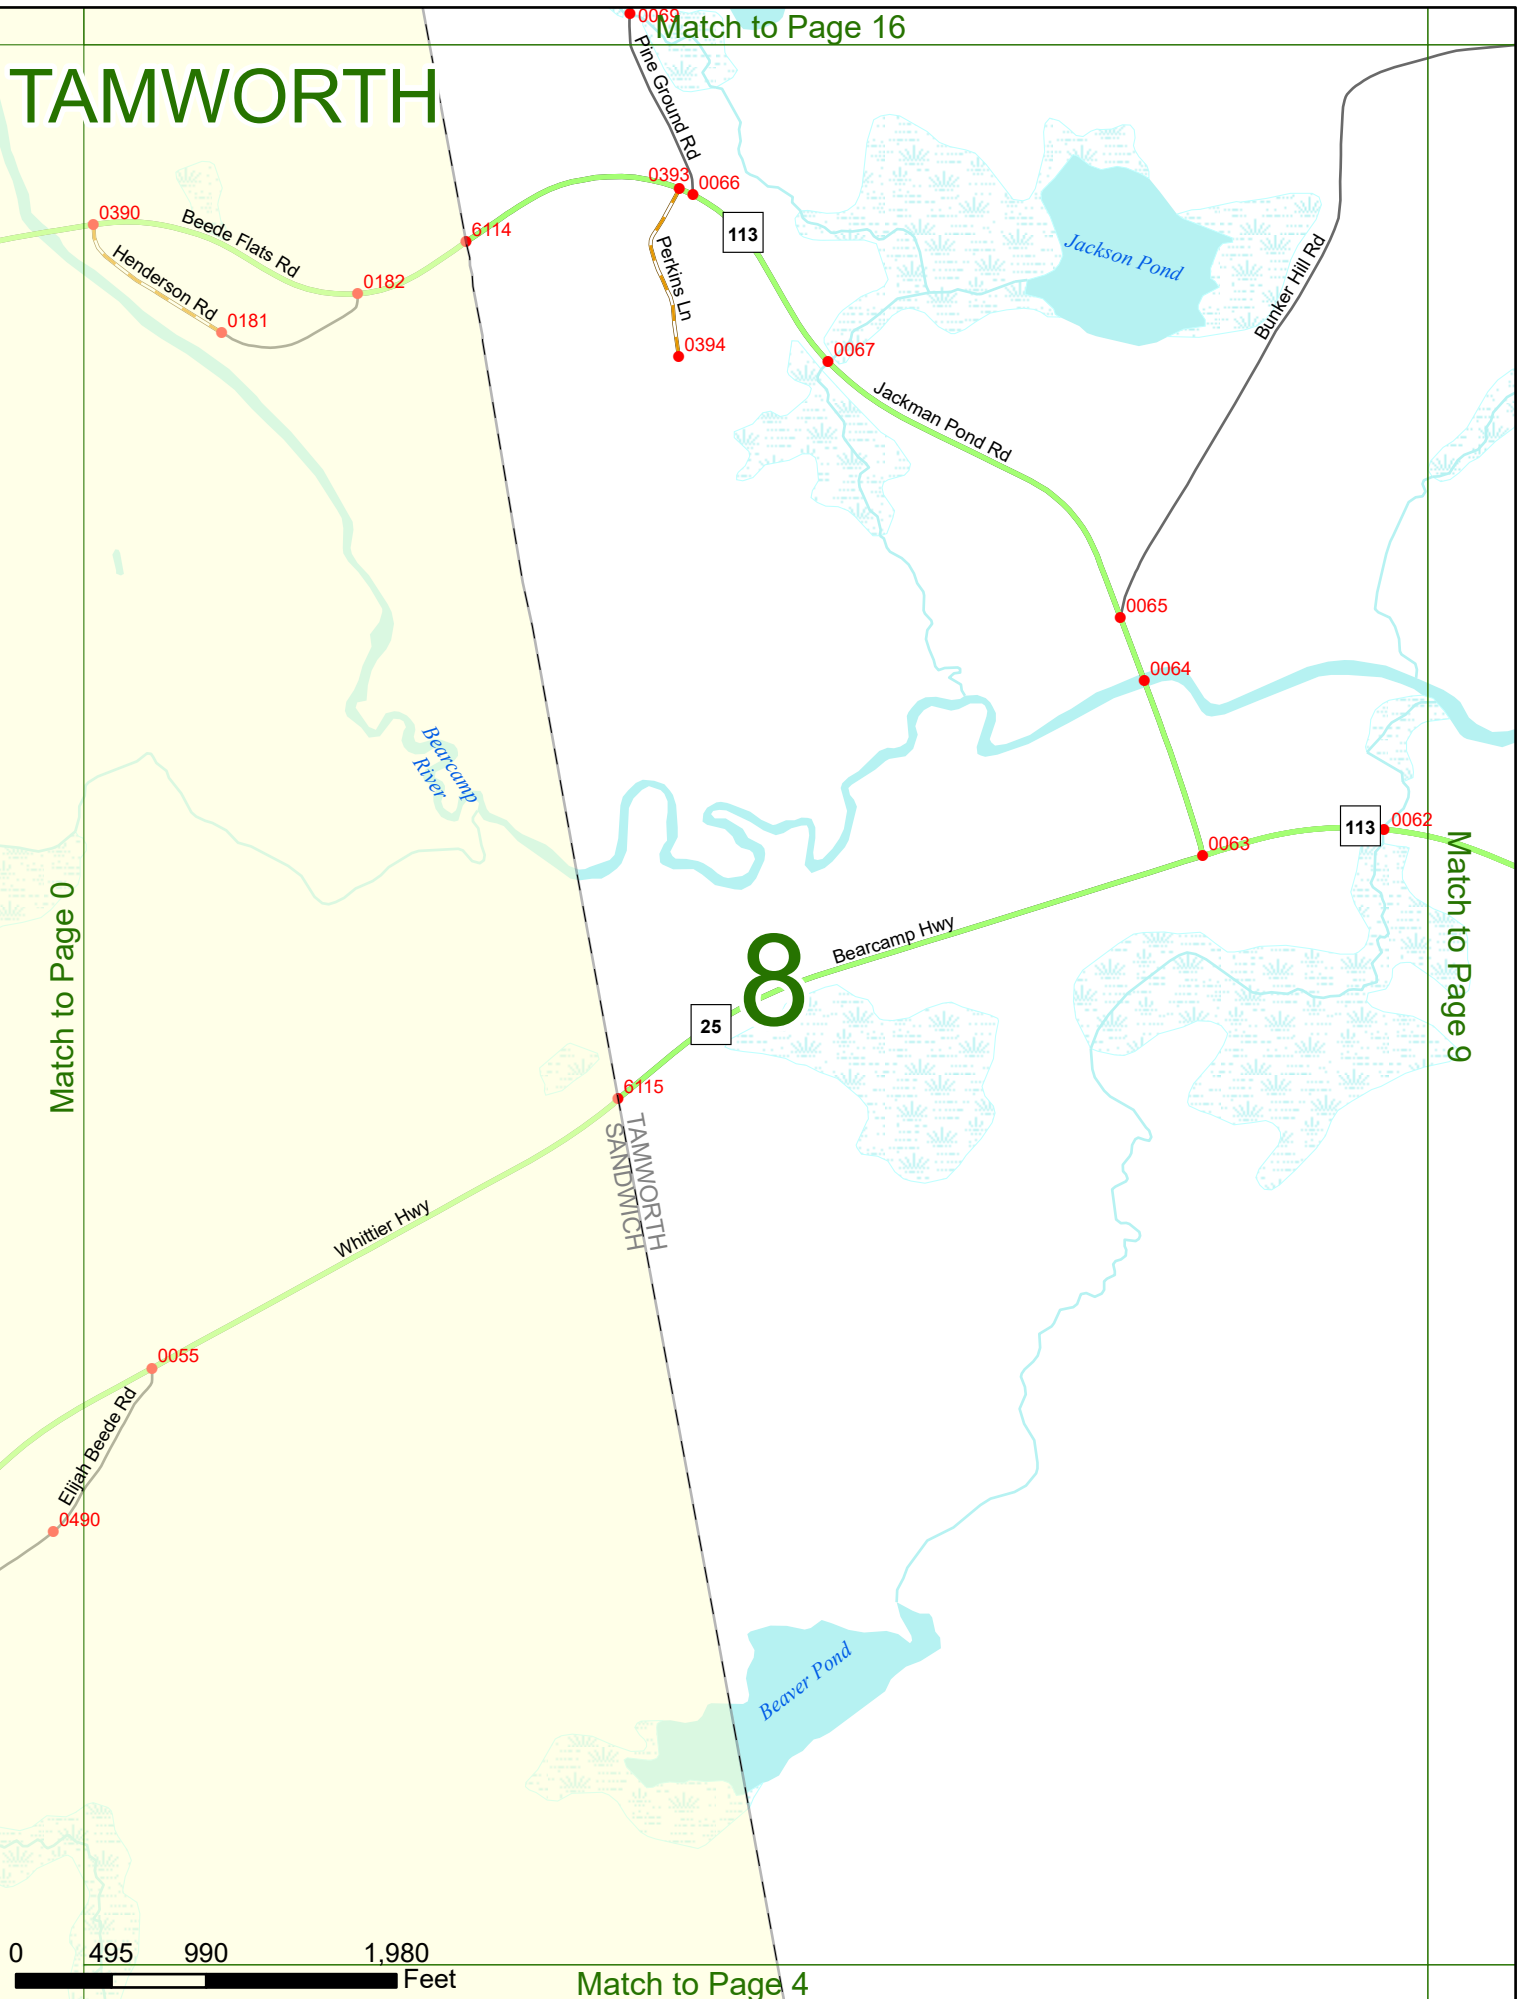 0069
Match to Page 16
TAMWORTH
Pine Ground Rd
0393
0066
0390
Beede Flats Rd
6114
113
Henderson Rd
0182
0181
Perkins Ln
0394
Jackson Pond
Bunker Hill Rd
0067
Jackman Pond Rd
0065
0064
Bearcamp
River
113
0062
0063
Match to Page 0
Match to Page 9
Bearcamp Hwy
8
25
6115
TAMWORTH
SANDWICH
Whittier Hwy
0055
Elijah Beede Rd
0490
Beaver Pond
0 495 990 1,980
Feet
Match to Page 4